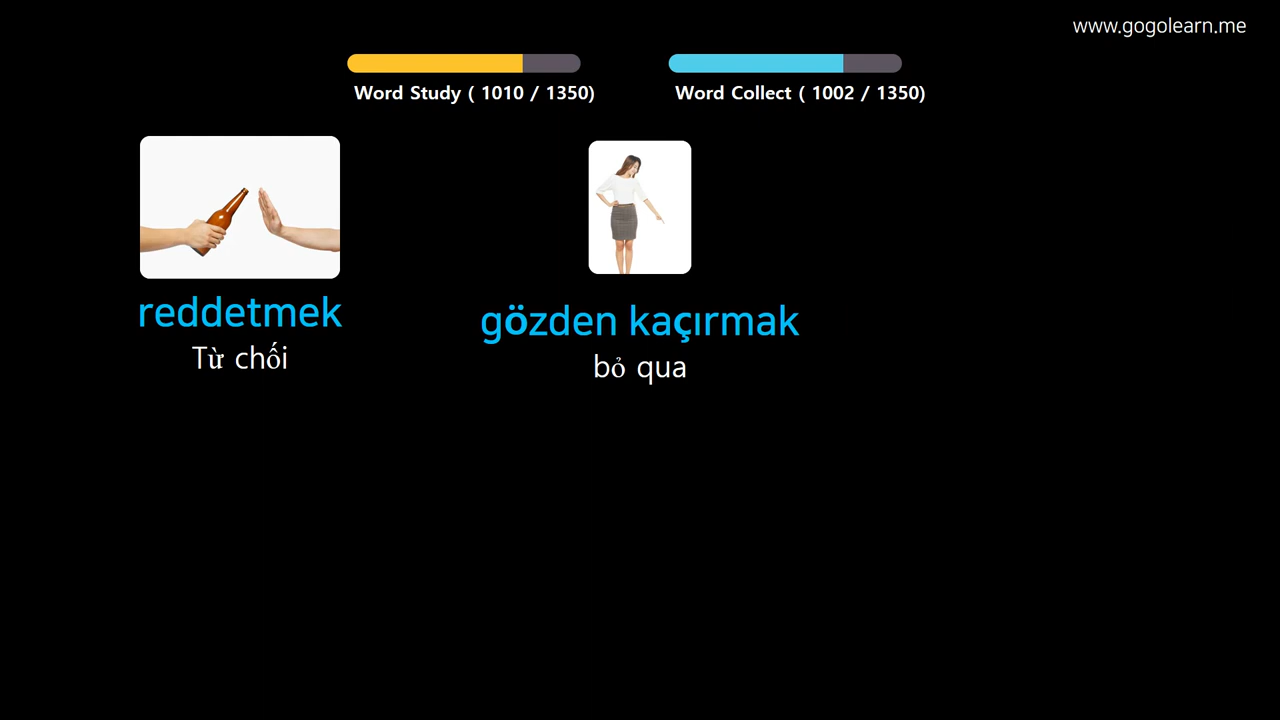 www.gogolearn.me
Word Study ( 1010 / 1350)
Word Collect ( 1002 / 1350)
reddetmek
Từ chối
gözden kaçırmak
bỏ qua